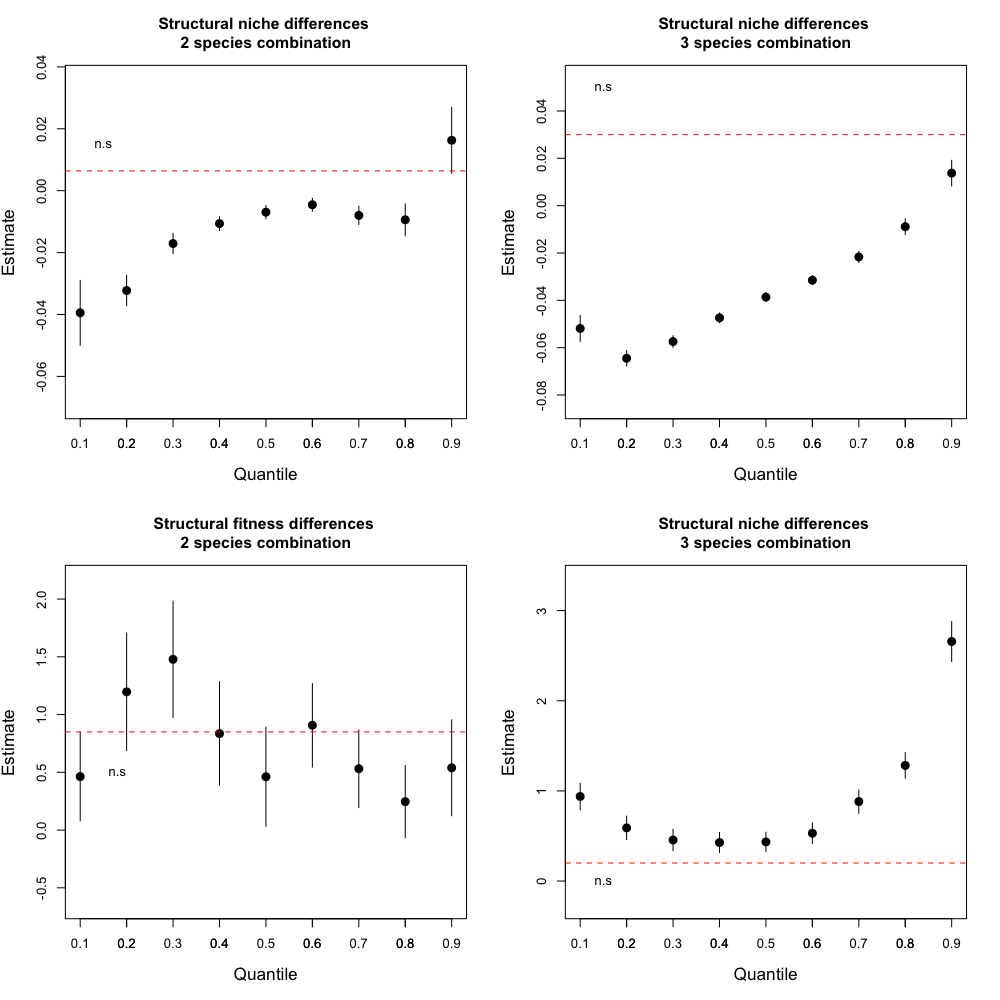 Structural niche differences
2 species combination
0.04
0.02
0.00
-0.02
-0.04
-0.06
Estimate
n.s
0.1 0.2 0.3 0.4 0.5 0.6 0.7 0.8 0.9
Quantile
Structural niche differences
3 species combination
0.04
0.02
0.00
-0.02
-0.04
-0.06
-0.08
Estimate
n.s
0.1 0.2 0.3 0.4 0.5 0.6 0.7 0.8 0.9
Quantile
Structural fitness differences
2 species combination
2.0
1.5
1.0
0.5
0.0
-0.5
Estimate
n.s
0.1 0.2 0.3 0.4 0.5 0.6 0.7 0.8 0.9
Quantile
Structural niche differences
3 species combination
3
2
1
0
Estimate
n.s
0.1 0.2 0.3 0.4 0.5 0.6 0.7 0.8 0.9
Quantile